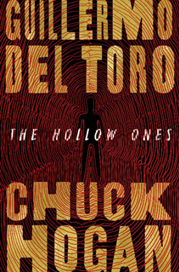 GUILLERMO
DEL TORO
THE HOLLOW ONES
CHUCK
HOGAN